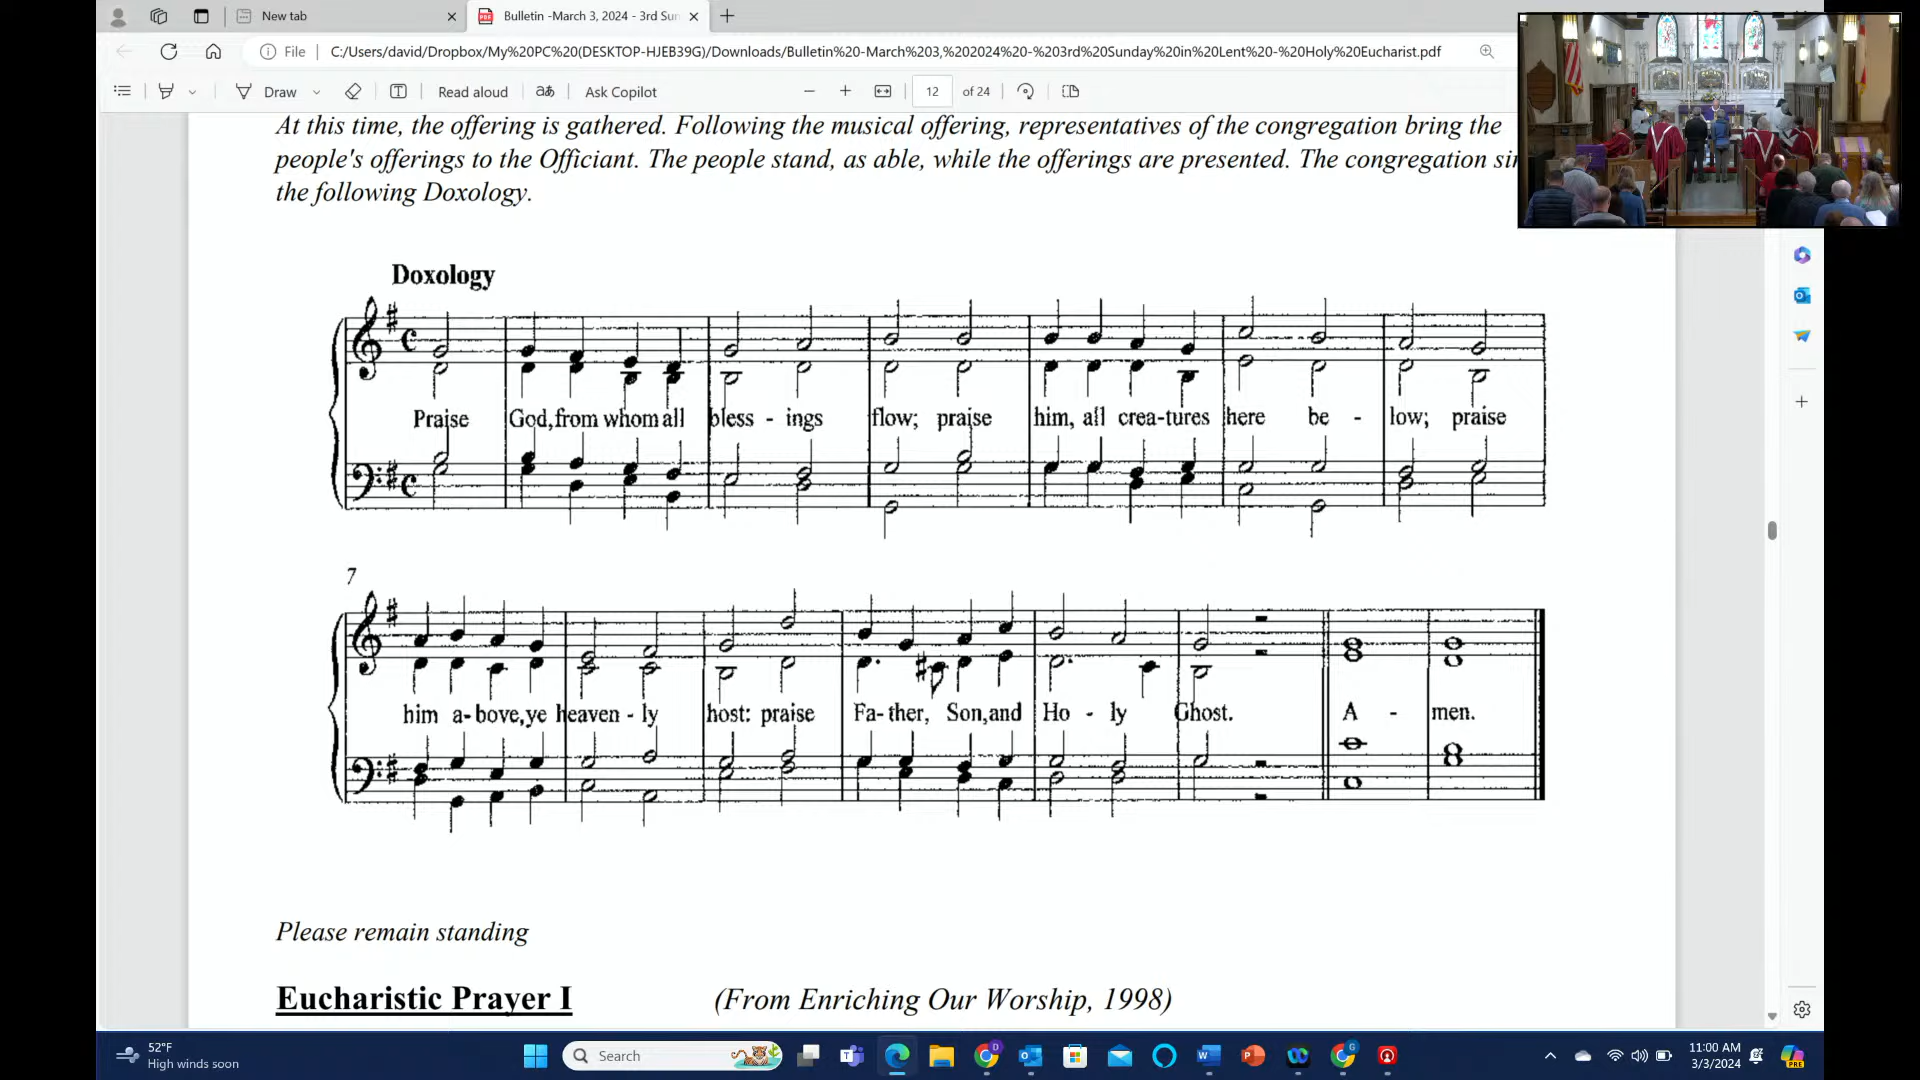 New tab
Bulletin -March 3, 2024 - 3rd Sun
File
C:/Users/david/Dropbox/My%20PC%20(DESKTOP-HJEB39G)/Downloads/Bulletin%20-March%203,%202024%20-%203rd%20Sunday%20in%20Lent%20-%20Holy%20Eucharist.pdf
Draw
Read aloud
Ask Copilot
12 of 24
At this time, the offering is gathered. Following the musical offering, representatives of the congregation bring the
people's offerings to the Officiant. The people stand, as able, while the offerings are presented. The congregation
the following Doxology.
Doxology
Praise God, from whom all bless - ings flow; praise him, all crea-tures here be - low; praise
7
him a-bove, ye heaven - ly host: praise Fa-ther, Son, and Ho - ly Ghost. A - men.
Please remain standing
Eucharistic Prayer I (From Enriching Our Worship, 1998)
52°F
High winds soon
Search
11:00 AM
3/3/2024